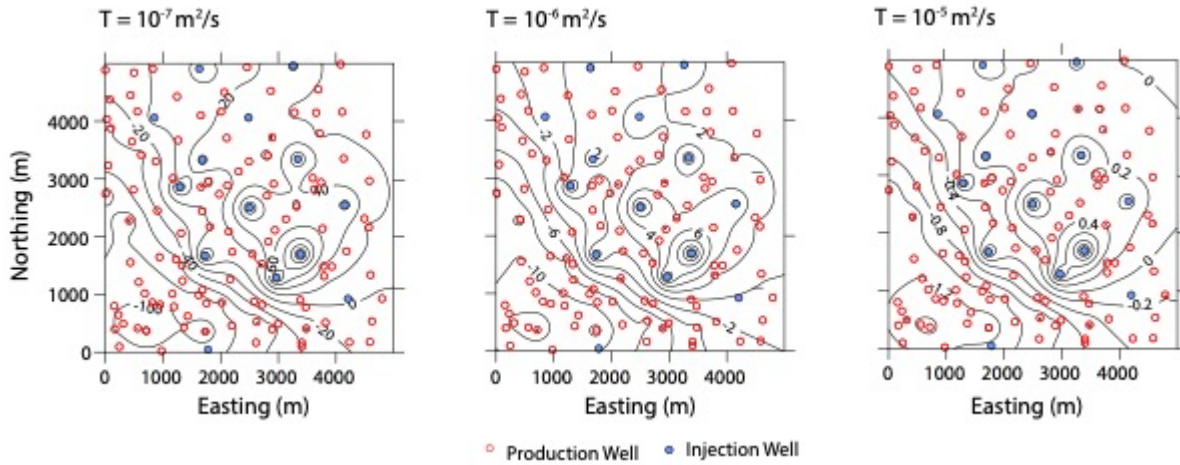 T = 10⁻⁷ m²/s
T = 10⁻⁶ m²/s
T = 10⁻⁵ m²/s
Northing (m)
4000
3000
2000
1000
0
-20
20
40
60
-40
-100
0
-20
0 1000 2000 3000 4000
Easting (m)
-2
2
2
-6
4
6
-10
-2
0 1000 2000 3000 4000
Easting (m)
0
0.2
-0.4
-0.8
0.4
0
-0.2
0 1000 2000 3000 4000
Easting (m)
Production Well
Injection Well